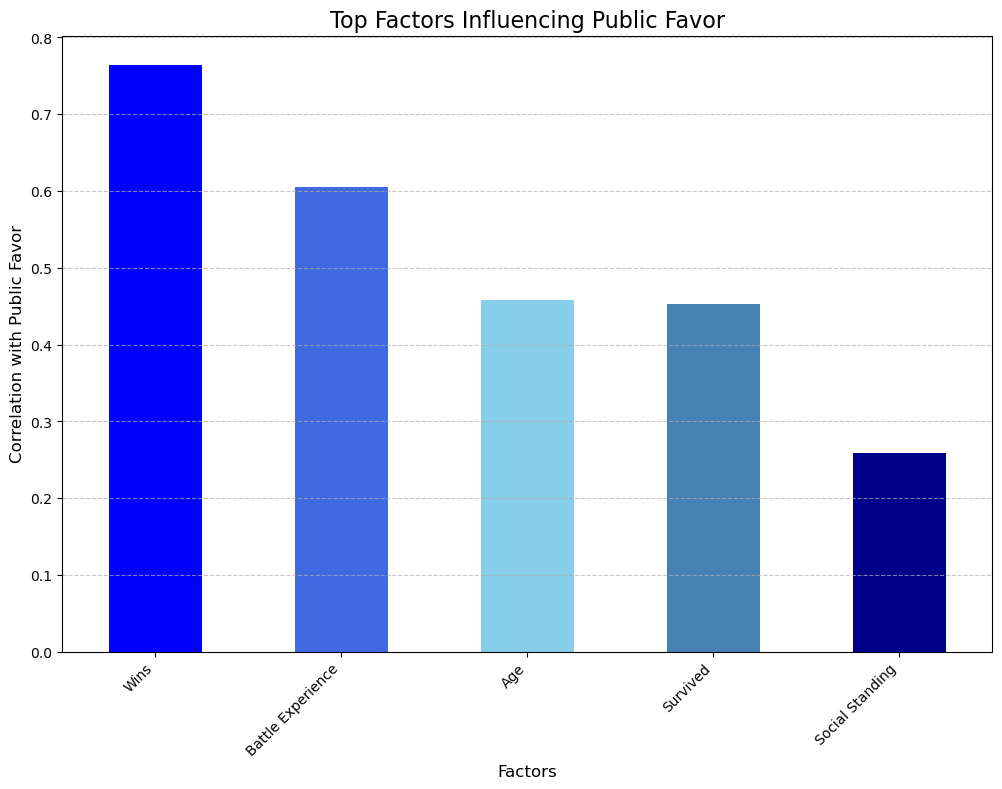 Top Factors Influencing Public Favor
Correlation with Public Favor
0.8
0.7
0.6
0.5
0.4
0.3
0.2
0.1
0.0
Wins
Battle Experience
Age
Survived
Social Standing
Factors